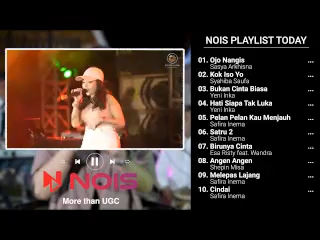 NOIS PLAYLIST TODAY
01. Ojo Nangis
Sasya Arkhisna
02. Kok Iso Yo
Syahiba Saufa
03. Bukan Cinta Biasa
Yeni Inka
04. Hati Siapa Tak Luka
Yeni Inka
05. Pelan Pelan Kau Menjauh
Safira Inema
06. Satru 2
Safira Inema
07. Birunya Cinta
Esa Risty feat. Wandra
08. Angen Angen
Shepin Misa
09. Melepas Lajang
Safira Inema
10. Cindai
Safira Inema
NOIS
More than UGC